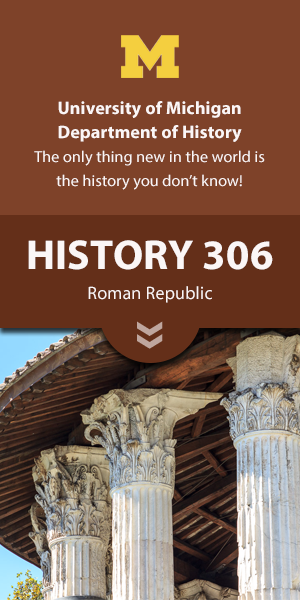 M
University of Michigan
Department of History
The only thing new in the world is
the history you don’t know!
HISTORY 306
Roman Republic